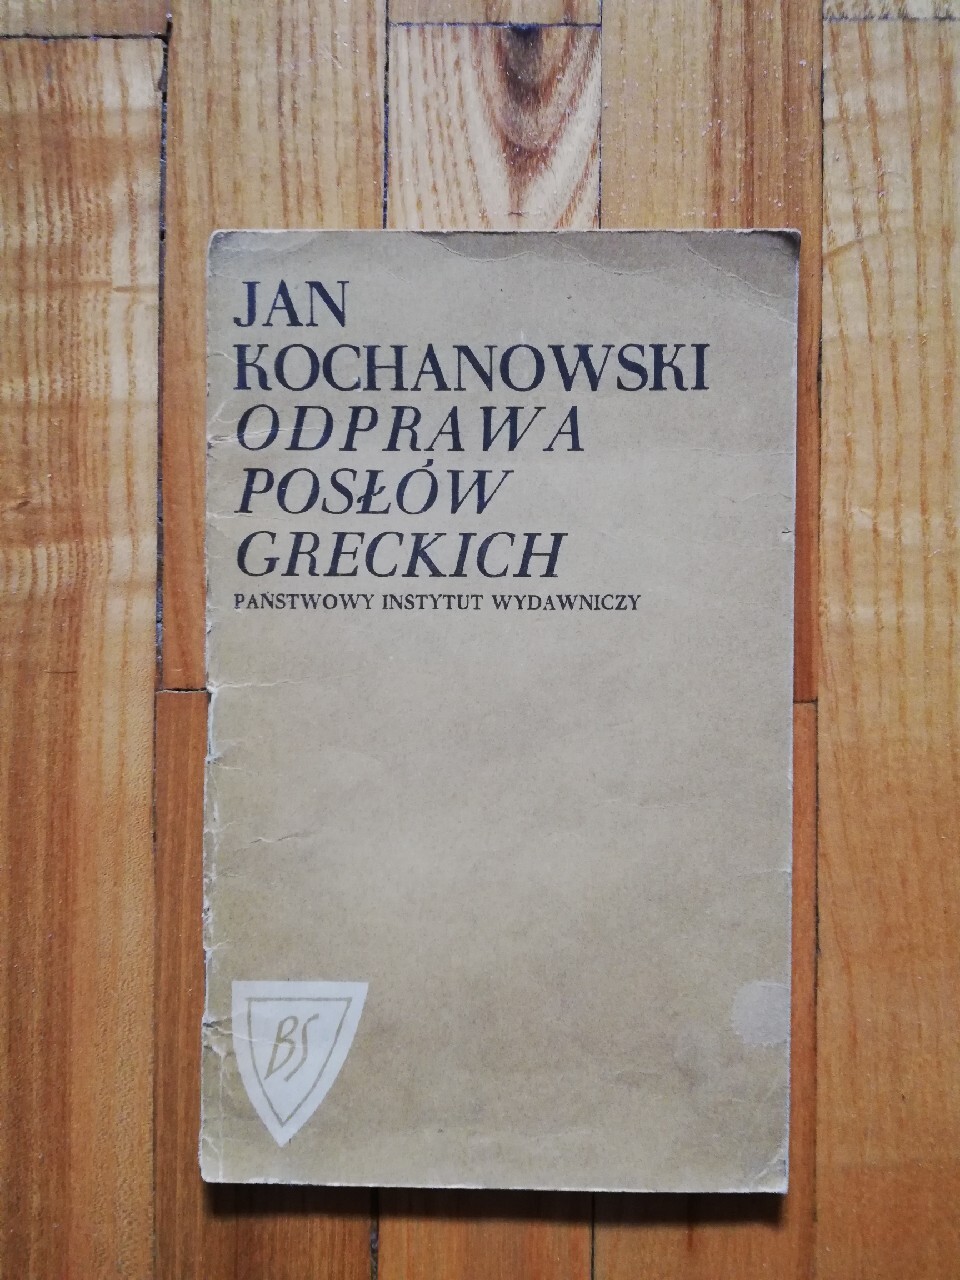 JAN
KOCHANOWSKI
ODPRAWA
POSŁÓW
GRECKICH
PAŃSTWOWY INSTYTUT WYDAWNICZY
BS